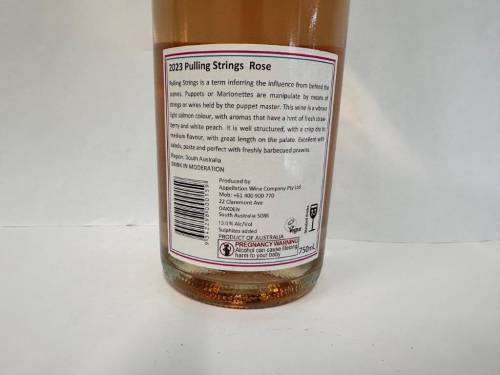 2023 Pulling Strings Rose
Pulling Strings is a term inferring the influence from behind the
scenes. Puppets or Marionettes are manipulate by means of
strings or wires held by the puppet master. This wine is a vibrant
light salmon colour, with aromas that have a hint of fresh straw-
berry and white peach. It is well structured, with a crisp dry to
medium flavour, with great length on the palate. Excellent with
salads, pasta and perfect with freshly barbecued prawns.
Region: South Australia
DRINK IN MODERATION
Produced by
Appellation Wine Company Pty Ltd
Mob: +61 400 900 770
22 Claremont Ave
OAKDEN
South Australia 5086
13.0% Alc/Vol
Sulphites added
PRODUCT OF AUSTRALIA
PREGNANCY WARNING
Alcohol can cause lifelong
harm to your baby
Vegan
750mL